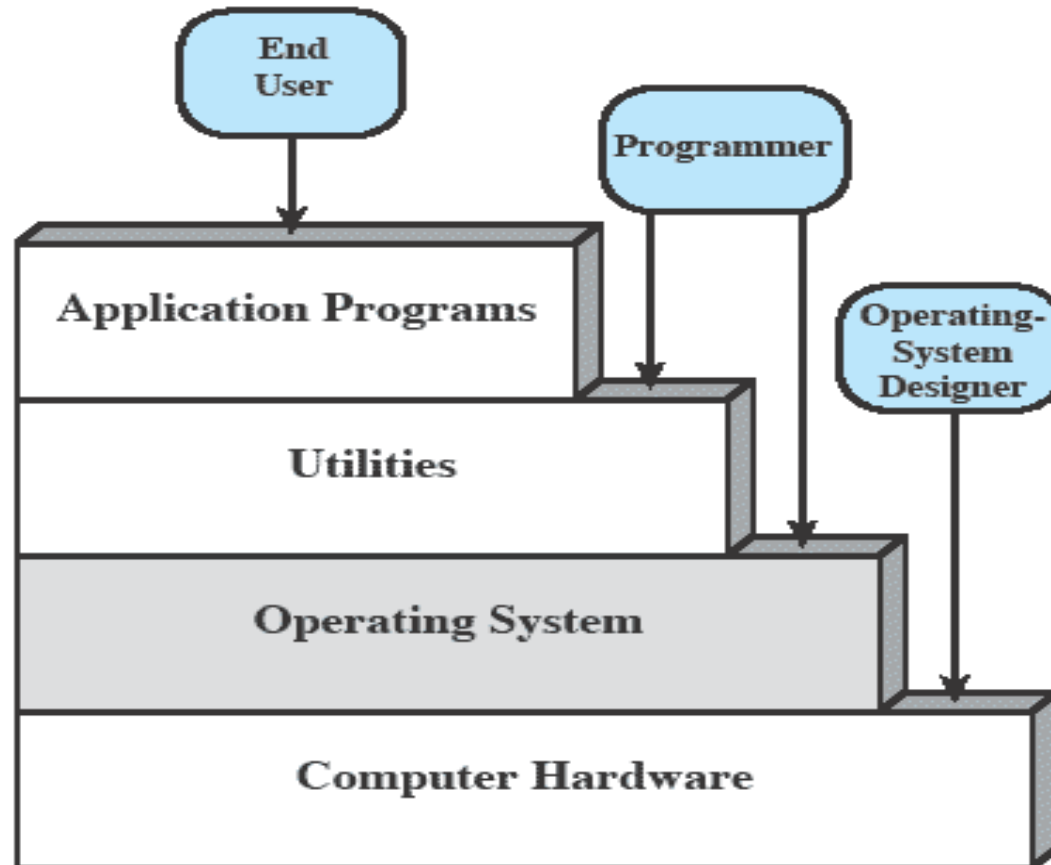 End
User
Programmer
Application Programs
Operating-
System
Designer
Utilities
Operating System
Computer Hardware